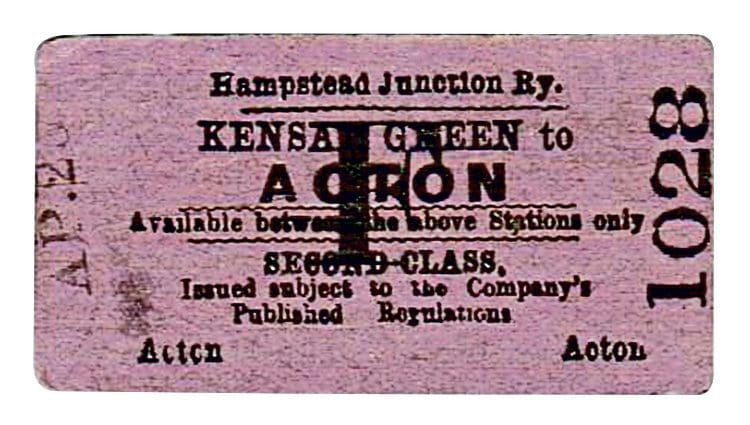 Hampstead Junction Ry.
KENSAL GREEN to
ACTON
Available between the above Stations only
SECOND CLASS.
Issued subject to the Company's
Published Regulations
Acton Acton
1028